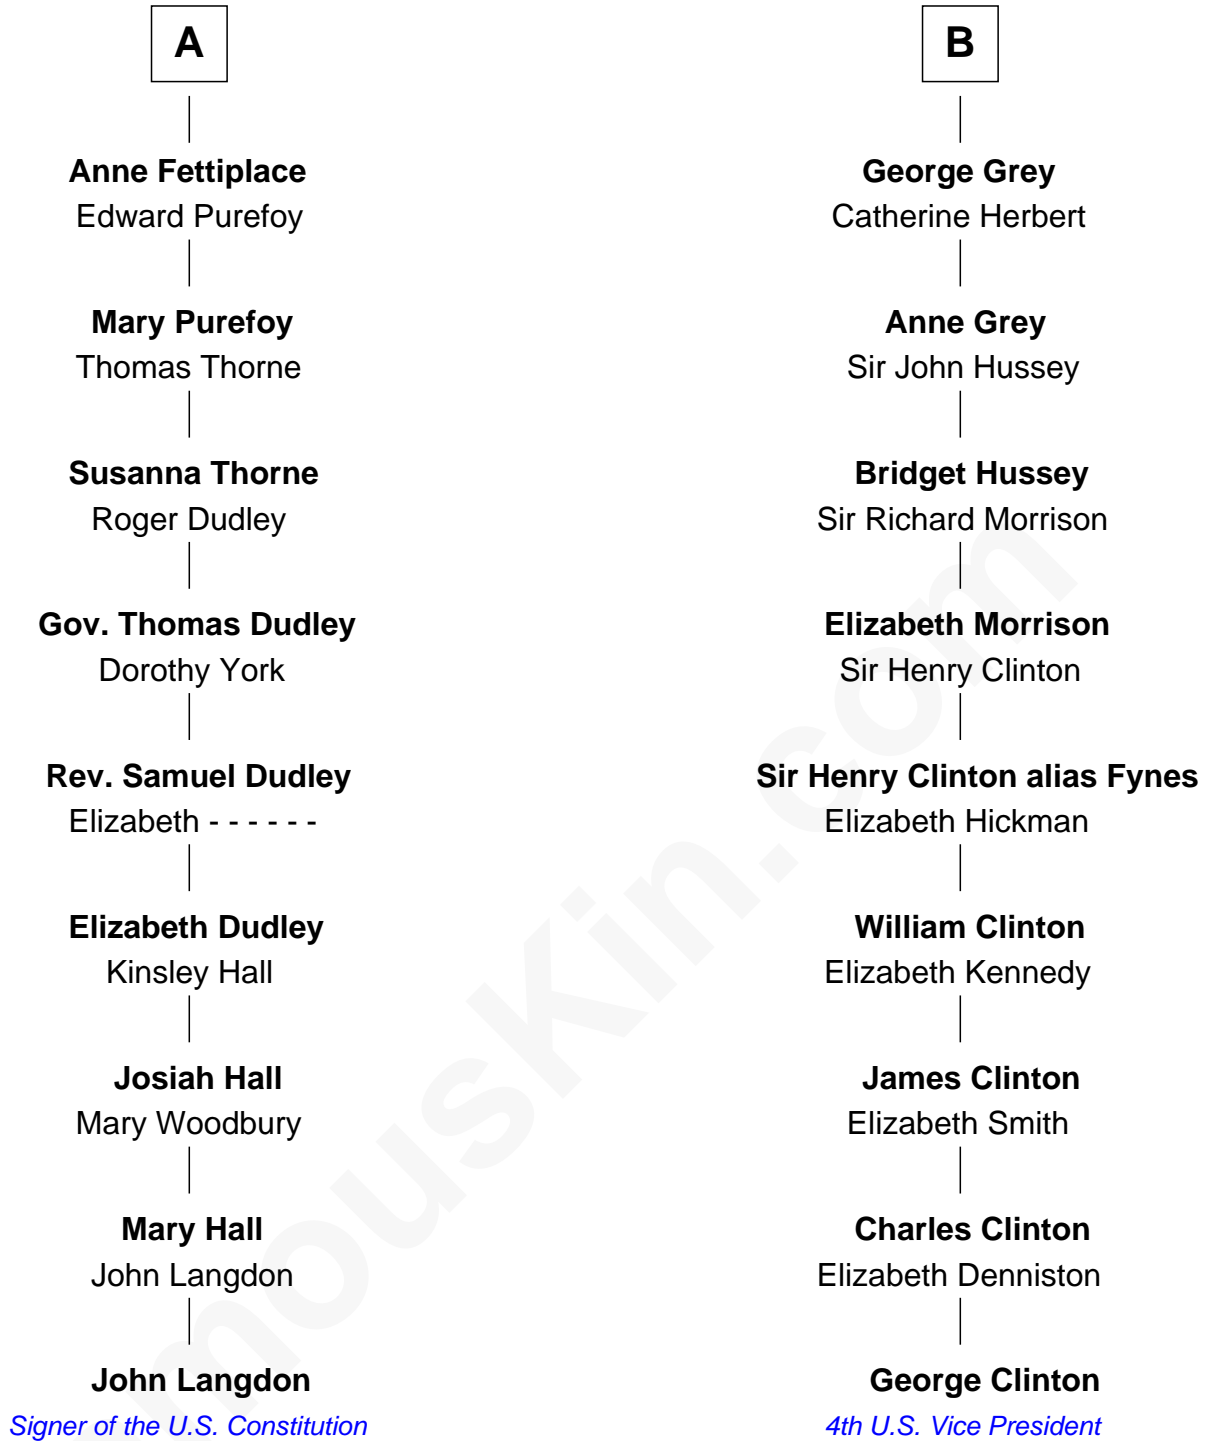 A
Anne Fettiplace
Edward Purefoy
Mary Purefoy
Thomas Thorne
Susanna Thorne
Roger Dudley
Gov. Thomas Dudley
Dorothy York
Rev. Samuel Dudley
Elizabeth - - - - - -
Elizabeth Dudley
Kinsley Hall
Josiah Hall
Mary Woodbury
Mary Hall
John Langdon
John Langdon
Signer of the U.S. Constitution
B
George Grey
Catherine Herbert
Anne Grey
Sir John Hussey
Bridget Hussey
Sir Richard Morrison
Elizabeth Morrison
Sir Henry Clinton
Sir Henry Clinton alias Fynes
Elizabeth Hickman
William Clinton
Elizabeth Kennedy
James Clinton
Elizabeth Smith
Charles Clinton
Elizabeth Denniston
George Clinton
4th U.S. Vice President
mouskin.com